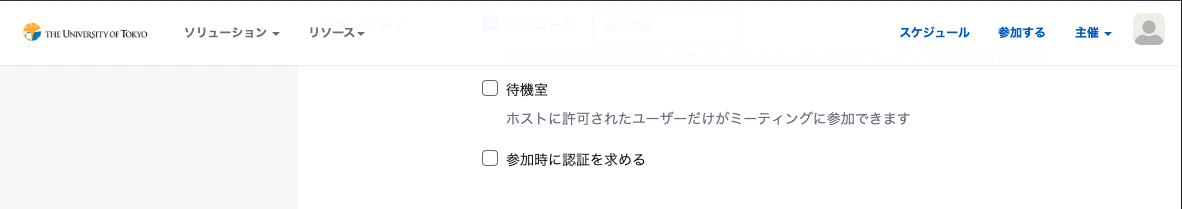 THE UNIVERSITY OF TOKYO ソリューション リソース スケジュール 参加する 主催
パスコード 607456
待機室
ホストに許可されたユーザーだけがミーティングに参加できます
参加時に認証を求める